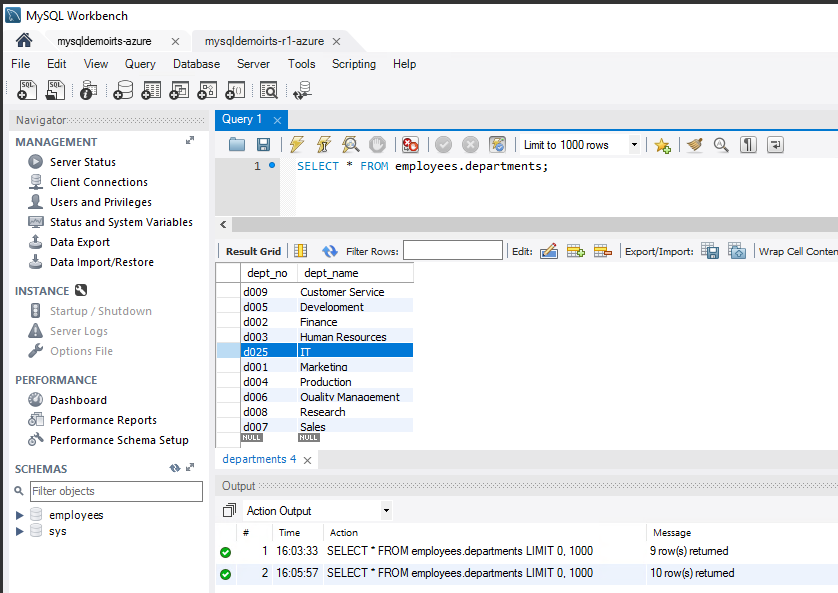 MySQL Workbench
mysqldemoirts-azure
mysqldemoirts-r1-azure
File Edit View Query Database Server Tools Scripting Help
SQL SQL
Navigator
MANAGEMENT
Server Status
Client Connections
Users and Privileges
Status and System Variables
Data Export
Data Import/Restore
INSTANCE
Startup / Shutdown
Server Logs
Options File
PERFORMANCE
Dashboard
Performance Reports
Performance Schema Setup
SCHEMAS
Filter objects
employees
sys
Query 1
Limit to 1000 rows
1 SELECT * FROM employees.departments;
Result Grid Filter Rows: Edit: Export/Import: Wrap Cell Conten
dept_no dept_name
d009 Customer Service
d005 Development
d002 Finance
d003 Human Resources
d025 IT
d001 Marketing
d004 Production
d006 Quality Management
d008 Research
d007 Sales
NULL NULL
departments 4
Output
Action Output
# Time Action Message
1 16:03:33 SELECT * FROM employees.departments LIMIT 0, 1000 9 row(s) returned
2 16:05:57 SELECT * FROM employees.departments LIMIT 0, 1000 10 row(s) returned